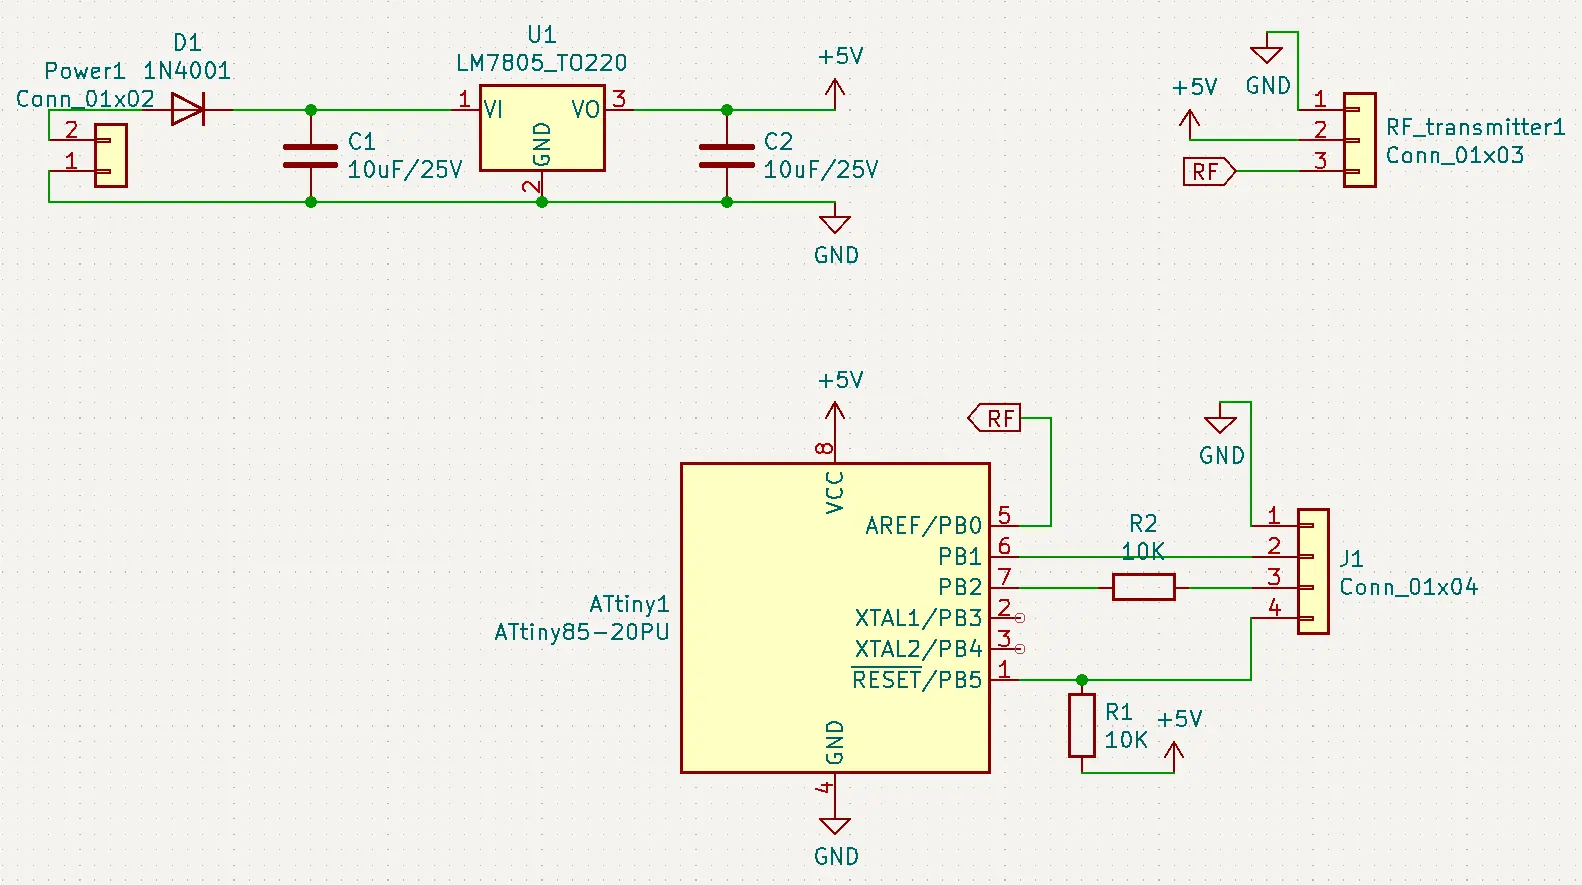 D1
Power1 1N4001
Conn_01x02
2
1
C1
10uF/25V
U1
LM7805_TO220
1
VI
VO
3
GND
2
+5V
C2
10uF/25V
GND
GND
+5V
RF
1
2
3
RF_transmitter1
Conn_01x03
+5V
8
VCC
RF
GND
AREF/PB0
5
PB1
6
PB2
7
XTAL1/PB3
2
XTAL2/PB4
3
RESET/PB5
1
ATtiny1
ATtiny85-20PU
GND
4
GND
R2
10K
1
2
3
4
J1
Conn_01x04
R1
10K
+5V